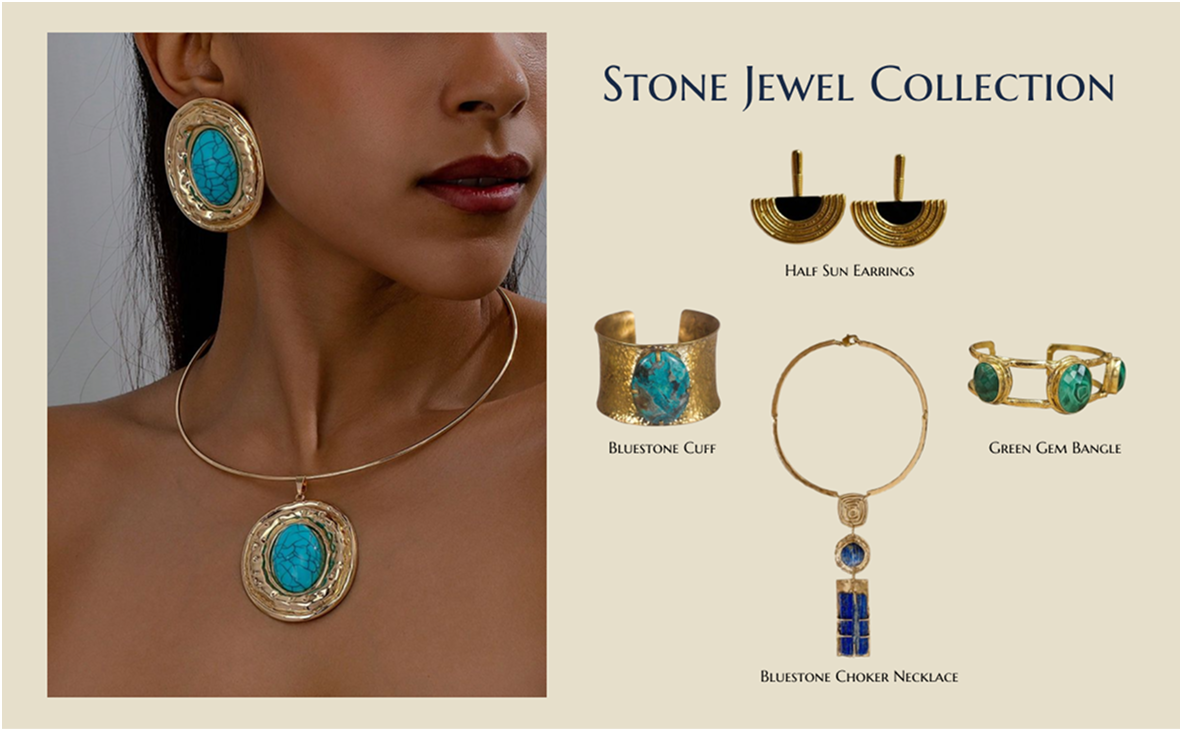 Stone Jewel Collection
Half Sun Earrings
Bluestone Cuff
Green Gem Bangle
Bluestone Choker Necklace